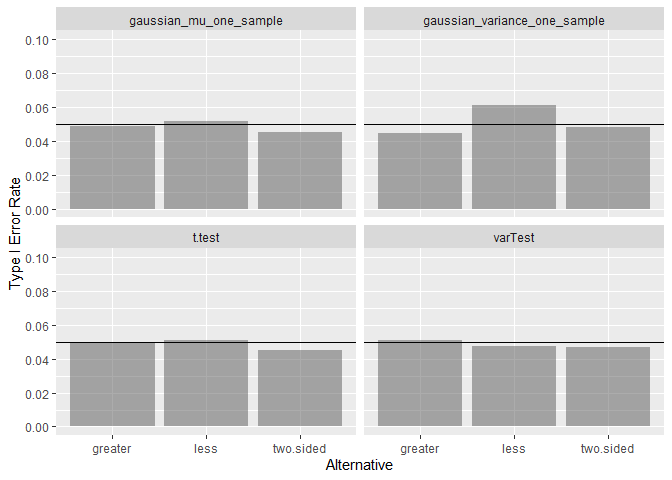 gaussian_mu_one_sample
gaussian_variance_one_sample
0.10
0.08
0.06
0.04
0.02
0.00
t.test
varTest
0.10
0.08
0.06
0.04
0.02
0.00
Type I Error Rate
greater
less
two.sided
greater
less
two.sided
Alternative